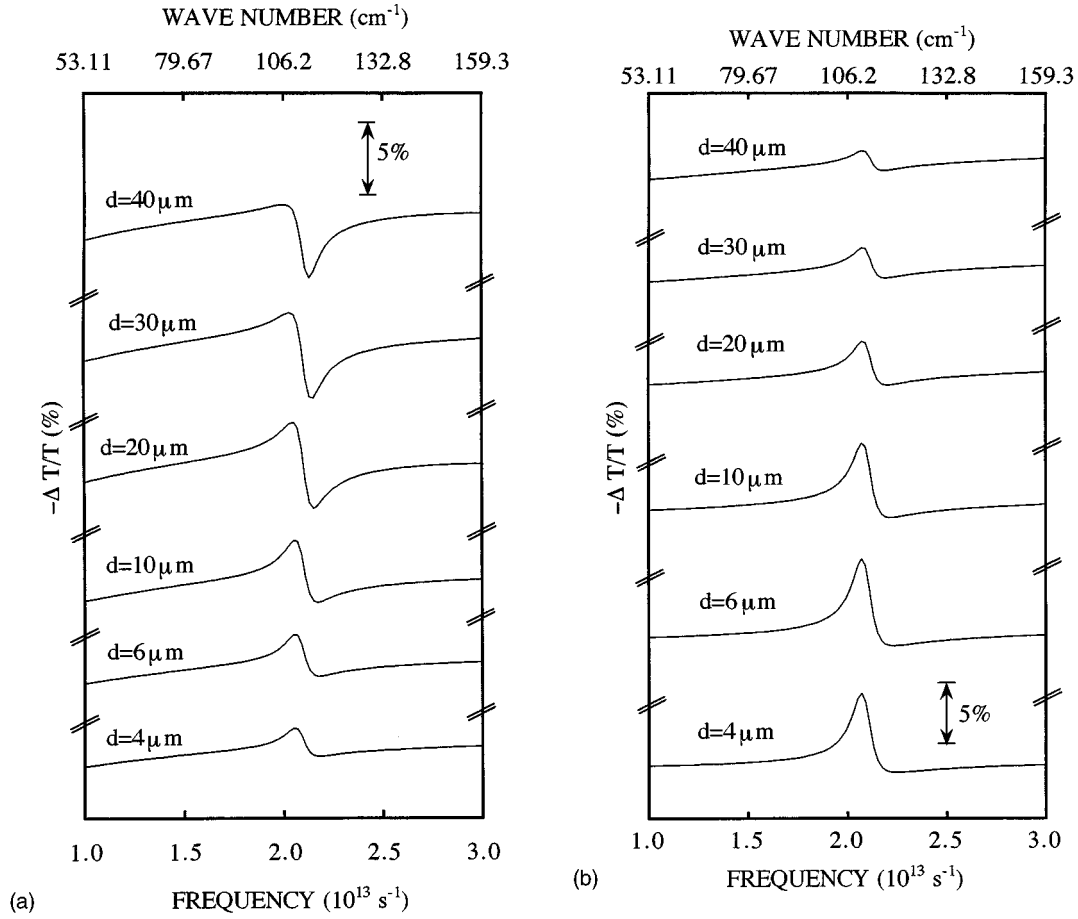 WAVE NUMBER (cm⁻¹)
53.11 79.67 106.2 132.8 159.3
5%
d=40 μm
d=30 μm
d=20 μm
d=10 μm
d=6 μm
d=4 μm
−Δ T/T (%)
1.0 1.5 2.0 2.5 3.0
FREQUENCY (10¹³ s⁻¹)
(a)
WAVE NUMBER (cm⁻¹)
53.11 79.67 106.2 132.8 159.3
d=40 μm
d=30 μm
d=20 μm
d=10 μm
d=6 μm
d=4 μm
5%
−Δ T/T (%)
1.0 1.5 2.0 2.5 3.0
FREQUENCY (10¹³ s⁻¹)
(b)